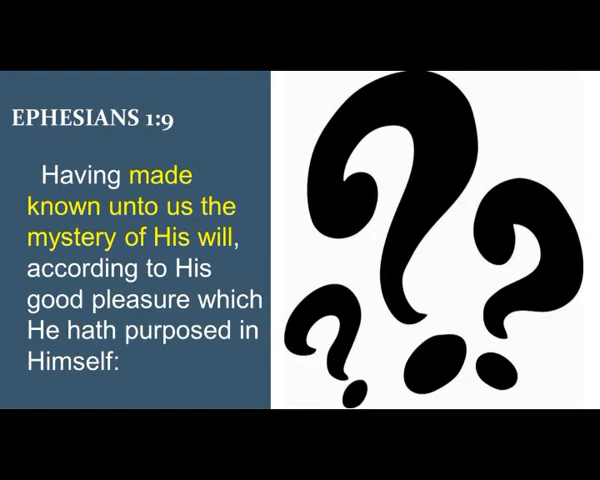 EPHESIANS 1:9
Having made
known unto us the
mystery of His will,
according to His
good pleasure which
He hath purposed in
Himself: